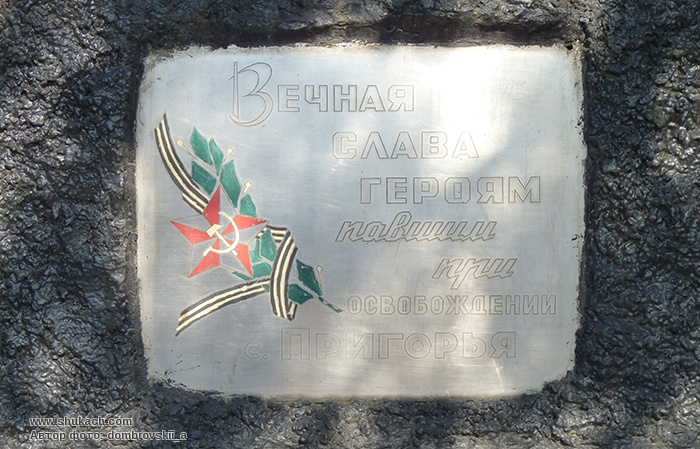 Вечная
слава
героям
павшим
при
освобождении
с. Пригорья
www.shukach.com
Автор фото: dombrovskii_a